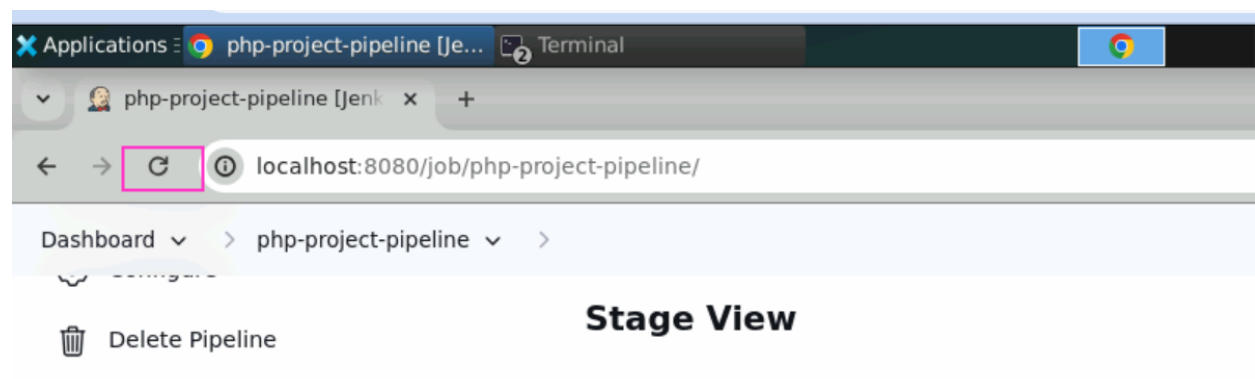 Applications php-project-pipeline [Je... 2 Terminal
php-project-pipeline [Jenk
localhost:8080/job/php-project-pipeline/
Dashboard php-project-pipeline
Stage View
Delete Pipeline